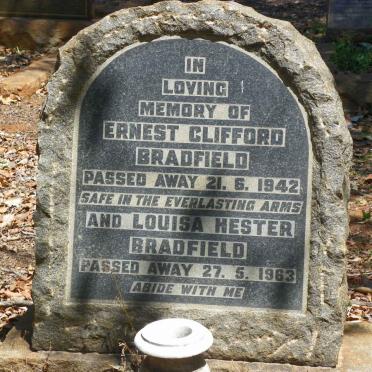 IN
LOVING
MEMORY OF
ERNEST CLIFFORD
BRADFIELD
PASSED AWAY 21. 6. 1942
SAFE IN THE EVERLASTING ARMS
AND LOUISA HESTER
BRADFIELD
PASSED AWAY 27. 5. 1963
ABIDE WITH ME